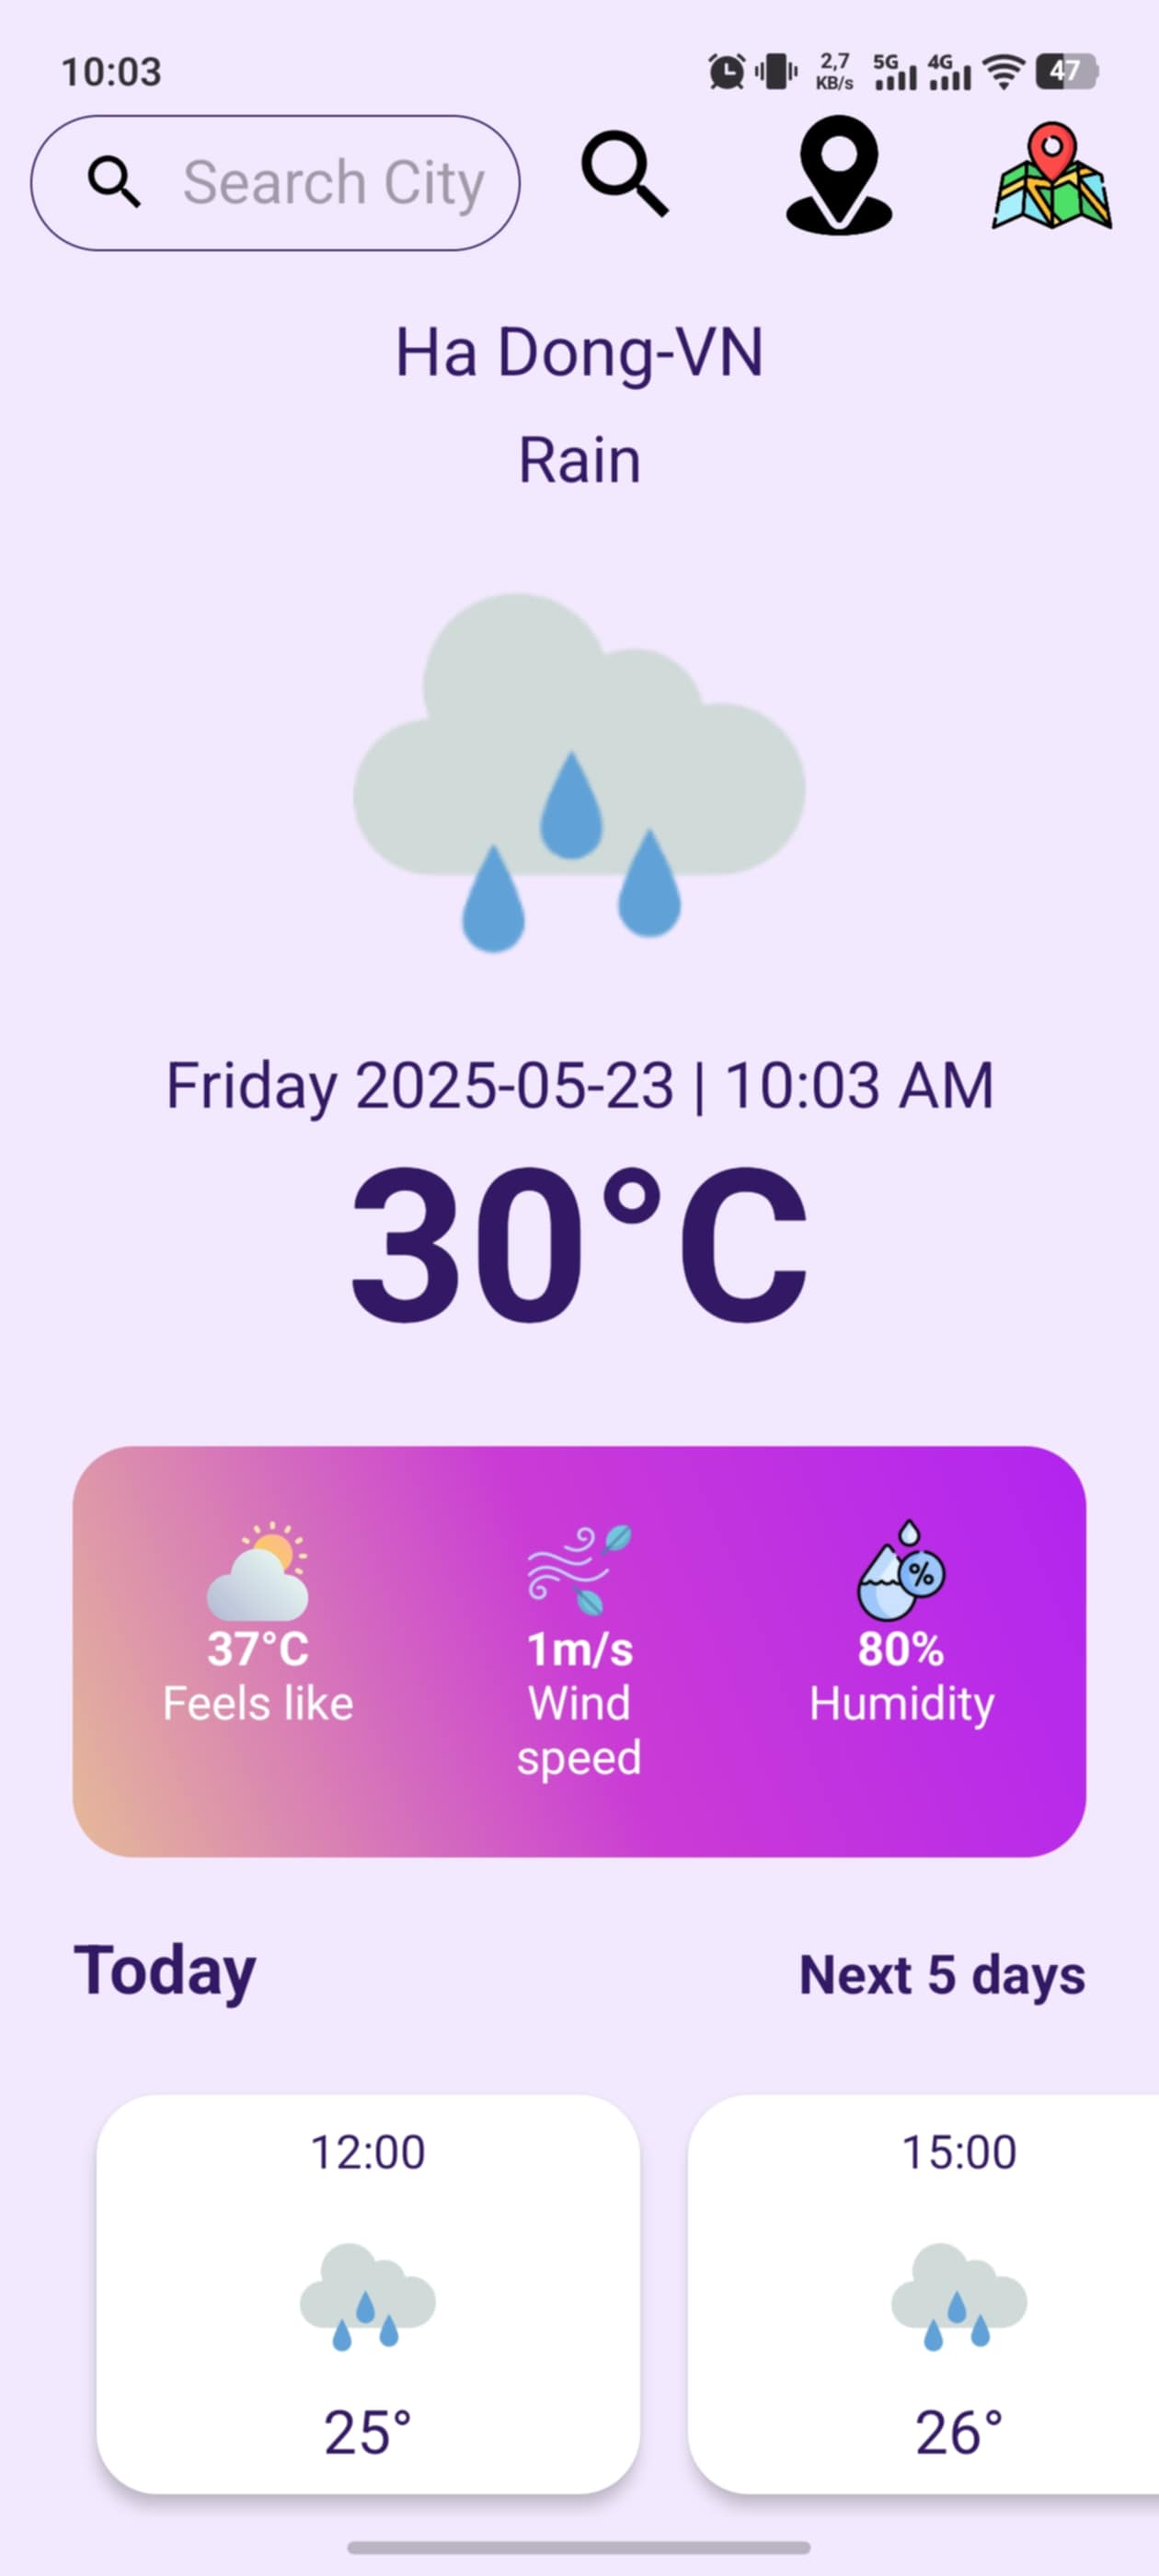 10:03
2,7
KB/s
5G
4G
47
Search City
Ha Dong-VN
Rain
Friday 2025-05-23 | 10:03 AM
30°C
37°C
Feels like
1m/s
Wind
speed
80%
Humidity
Today
Next 5 days
12:00
25°
15:00
26°